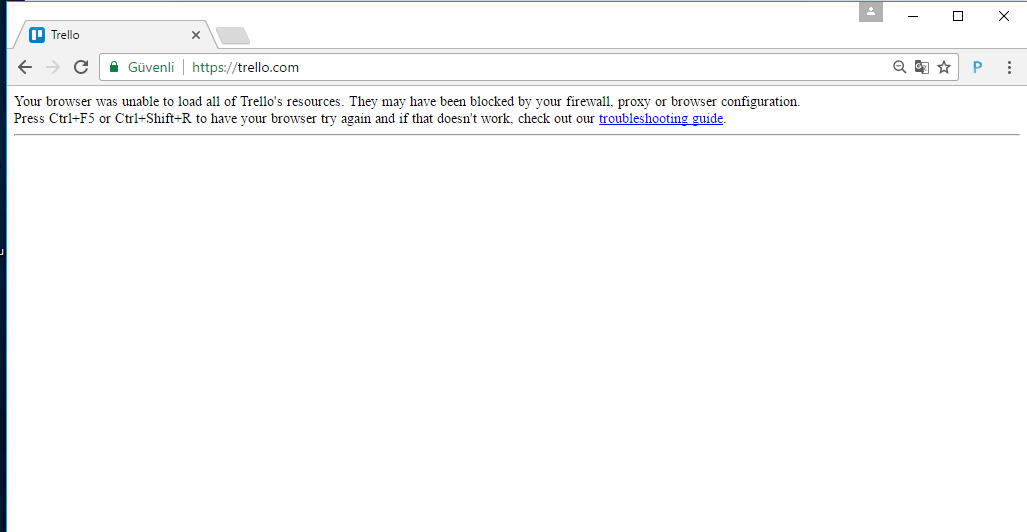 Trello
Güvenli https://trello.com
P
Your browser was unable to load all of Trello's resources. They may have been blocked by your firewall, proxy or browser configuration.
Press Ctrl+F5 or Ctrl+Shift+R to have your browser try again and if that doesn't work, check out our troubleshooting guide.
u